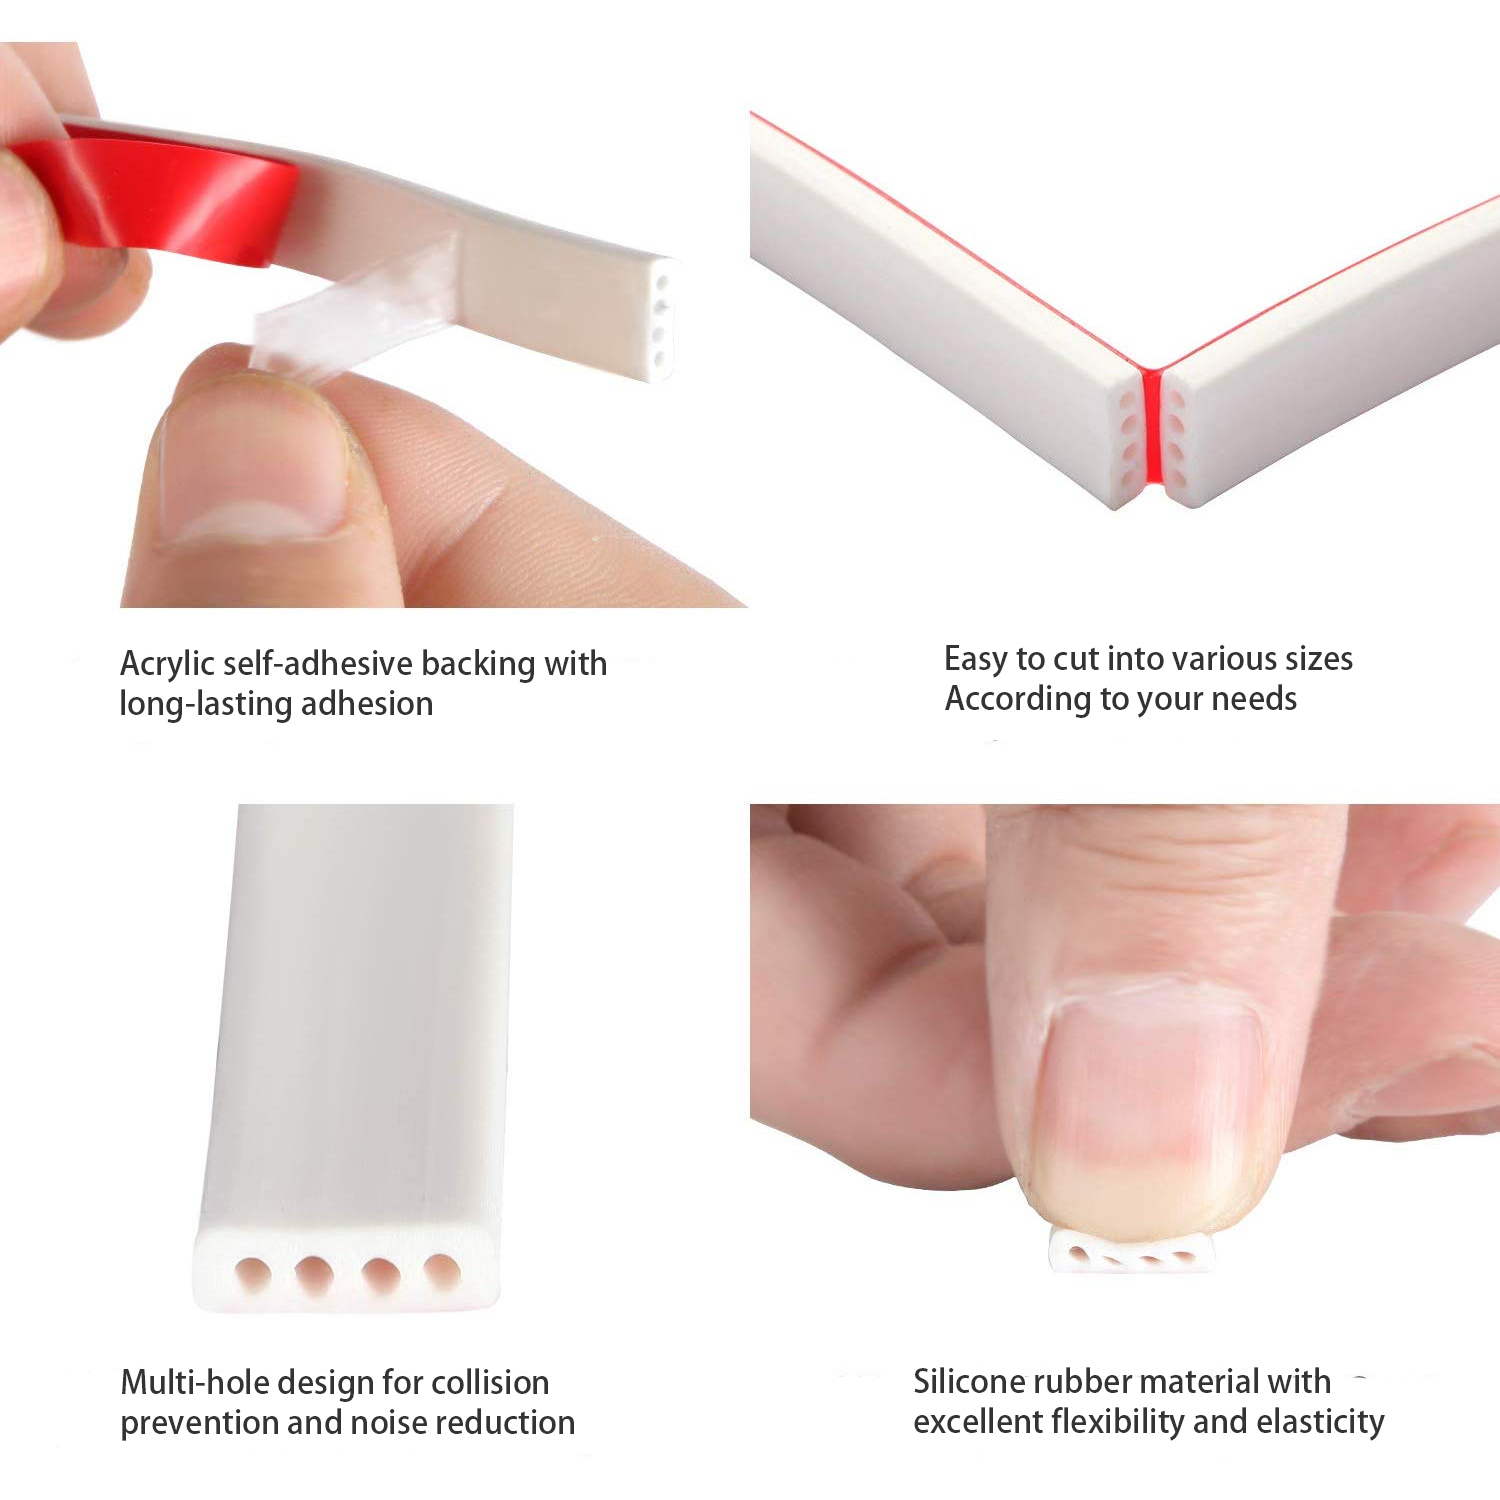 Acrylic self-adhesive backing with
long-lasting adhesion
Easy to cut into various sizes
According to your needs
Multi-hole design for collision
prevention and noise reduction
Silicone rubber material with
excellent flexibility and elasticity